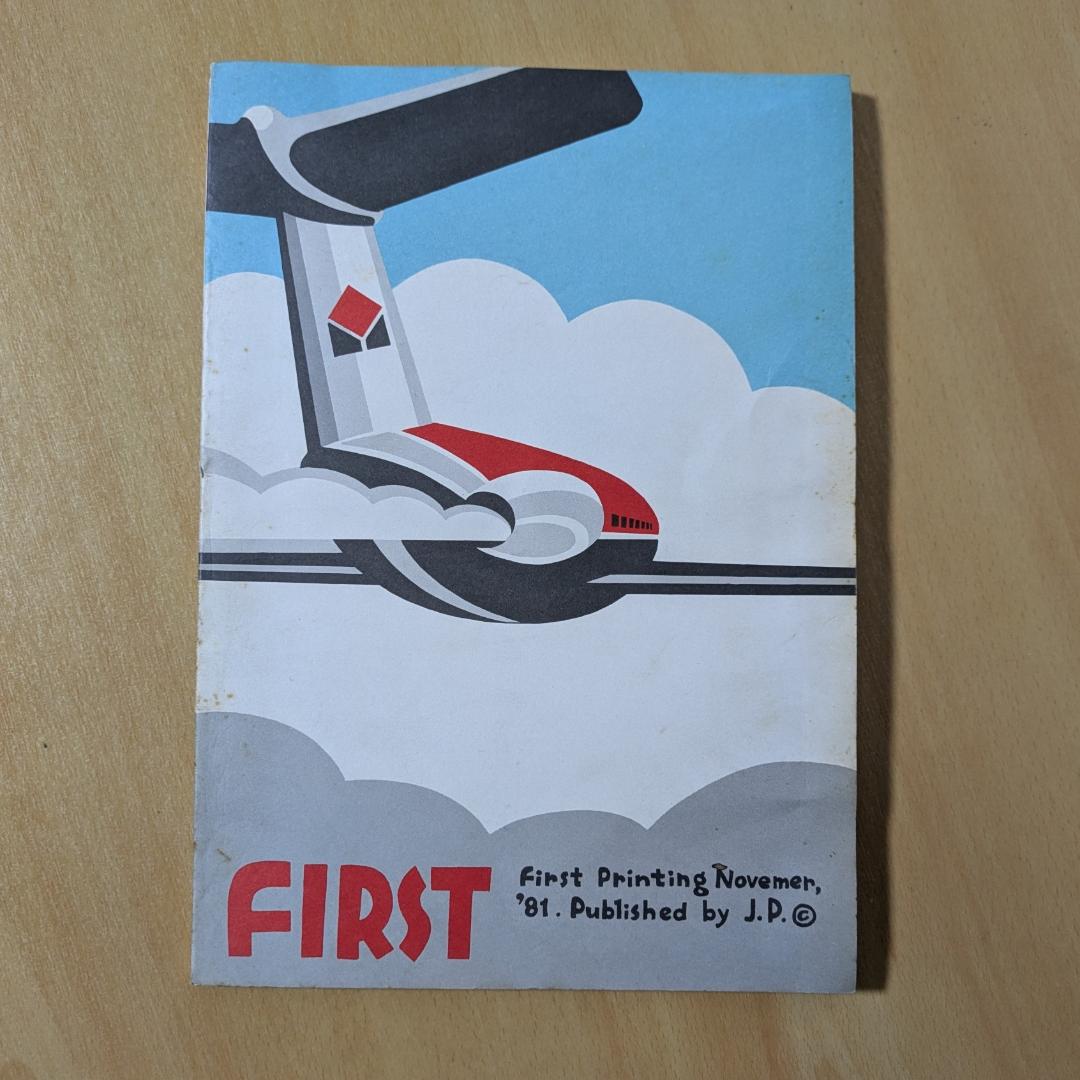 FIRST
First Printing Novemer,
'81. Published by J.P.©